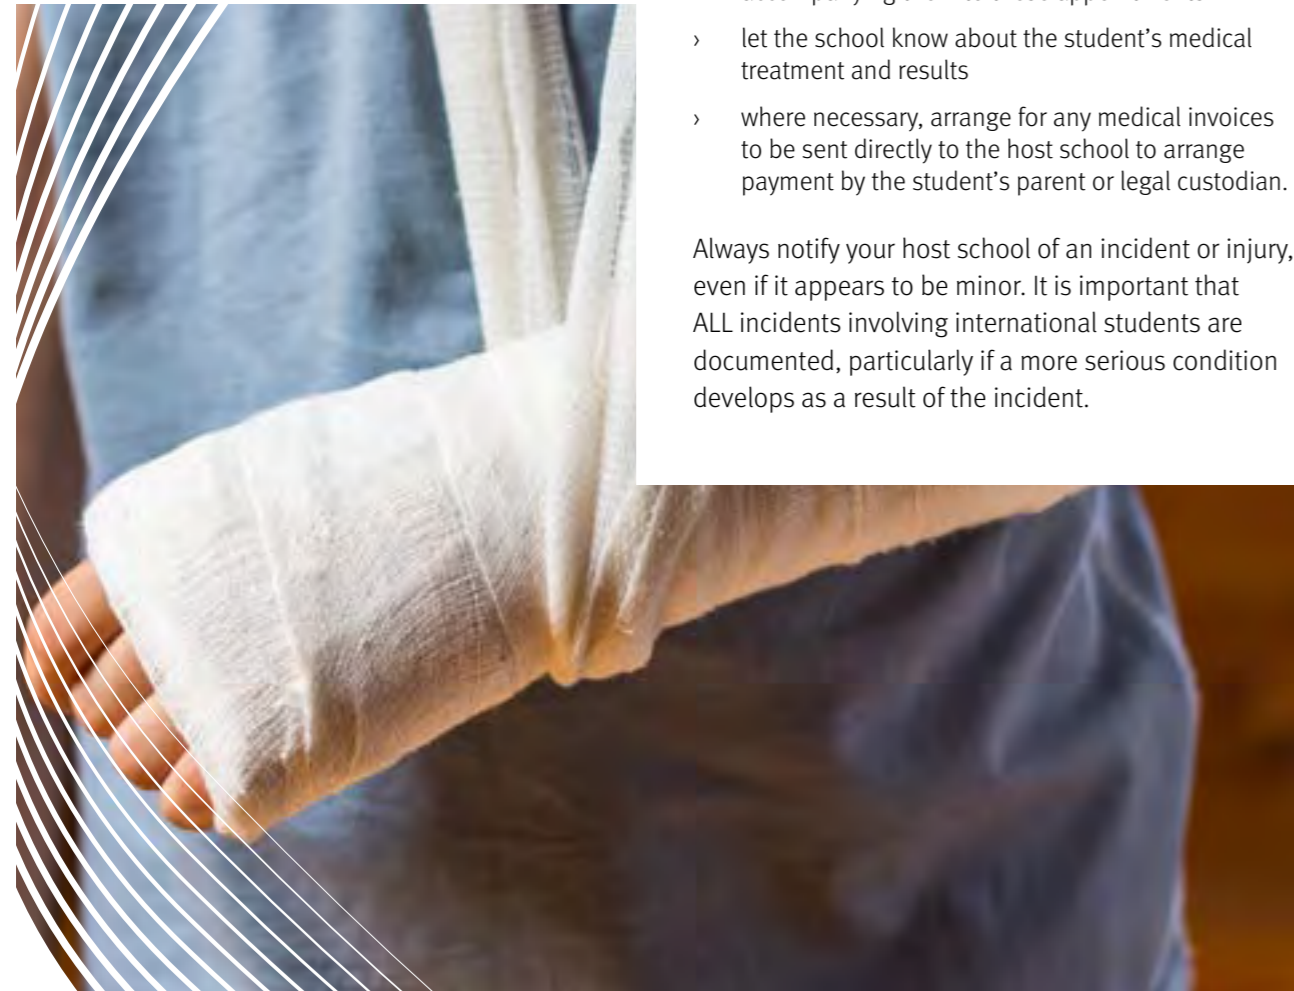 › let the school know about the student’s medical
treatment and results
› where necessary, arrange for any medical invoices
to be sent directly to the host school to arrange
payment by the student’s parent or legal custodian.
Always notify your host school of an incident or injury,
even if it appears to be minor. It is important that
ALL incidents involving international students are
documented, particularly if a more serious condition
develops as a result of the incident.